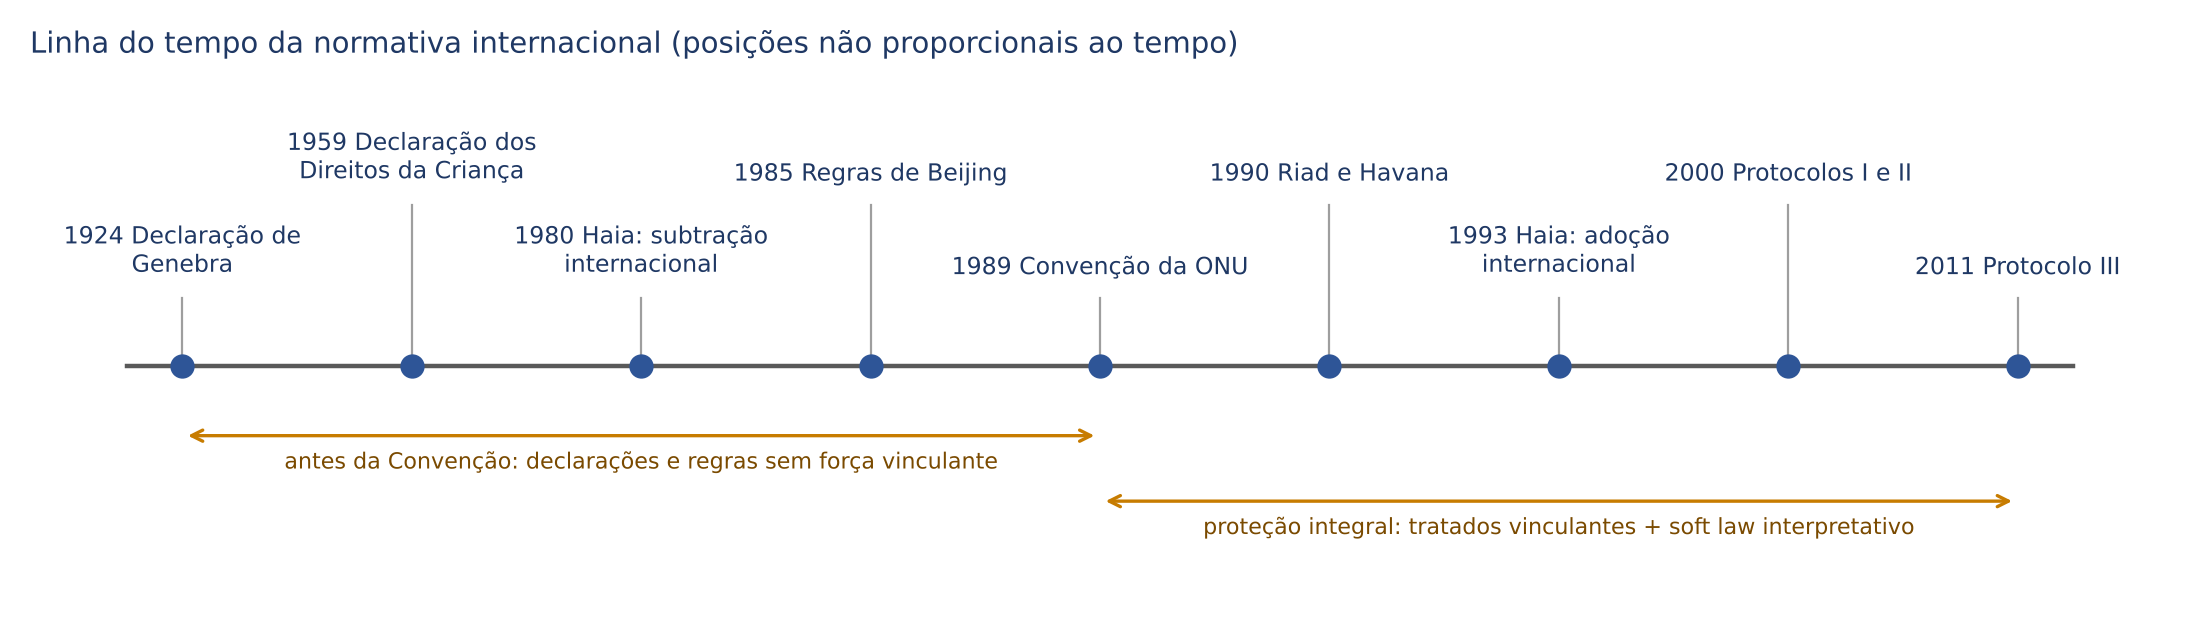 Linha do tempo da normativa internacional (posições não proporcionais ao tempo)
1924 Declaração de
Genebra
1959 Declaração dos
Direitos da Criança
1980 Haia: subtração
internacional
1985 Regras de Beijing
1989 Convenção da ONU
1990 Riad e Havana
1993 Haia: adoção
internacional
2000 Protocolos I e II
2011 Protocolo III
antes da Convenção: declarações e regras sem força vinculante
proteção integral: tratados vinculantes + soft law interpretativo